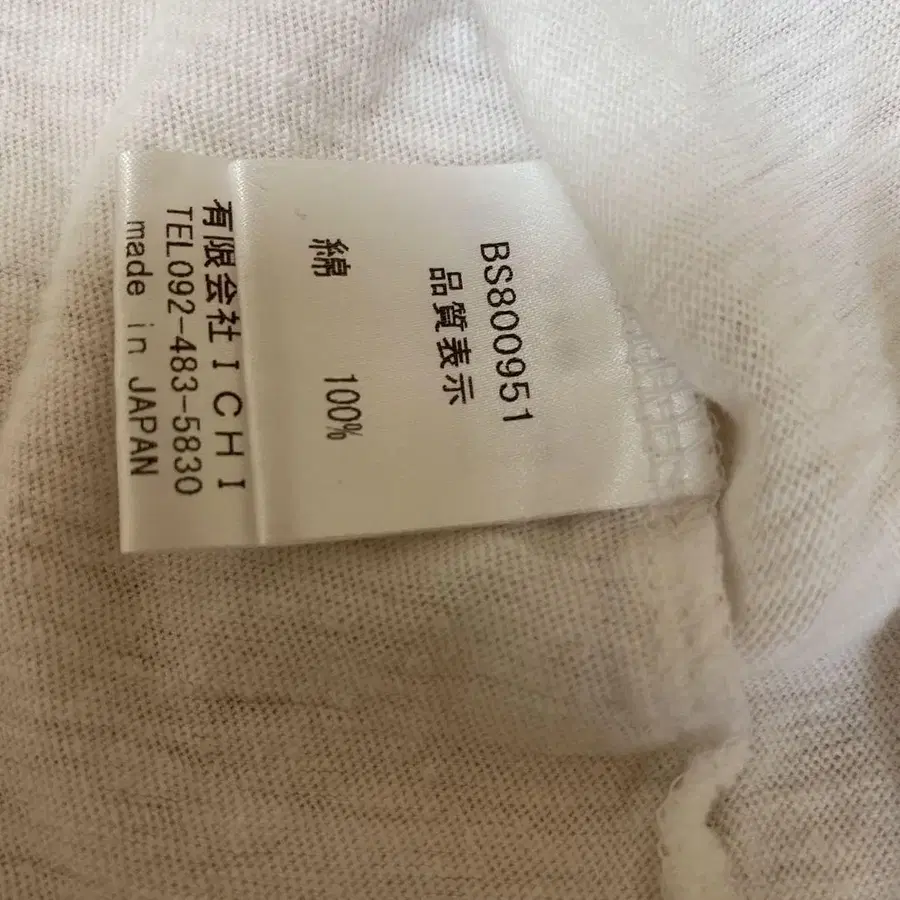 BS800951
品質表示
綿 100%
有限会社ICHI
TEL092-483-5830
made in JAPAN